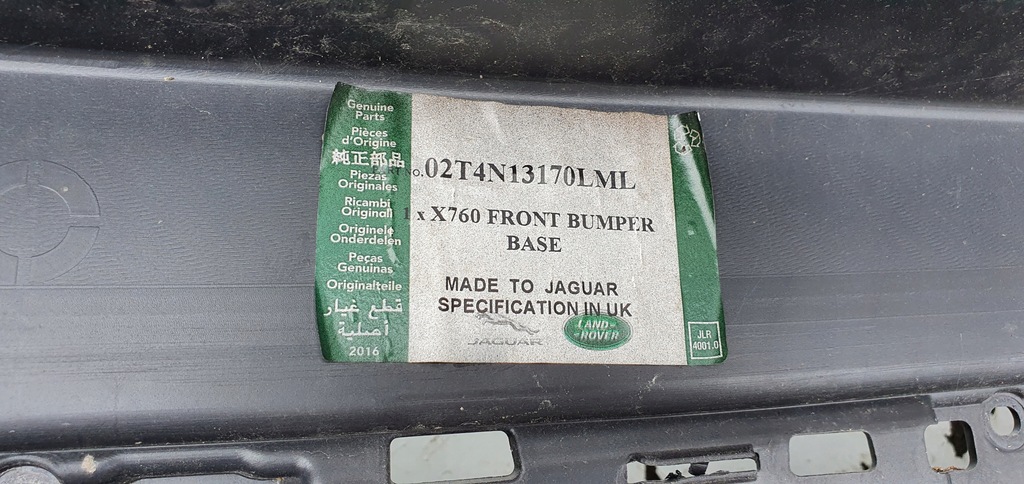 Genuine
Parts
Pièces
d'Origine
純正部品
Piezas
Originales
Ricambi
Originali
Originele
Onderdelen
Peças
Genuinas
Originalteile
قطع غيار
أصلية
2016
No. 02T4N13170LML
1 x X760 FRONT BUMPER
BASE
MADE TO JAGUAR
SPECIFICATION IN UK
JAGUAR
LAND-
-ROVER
JLR
4001.0